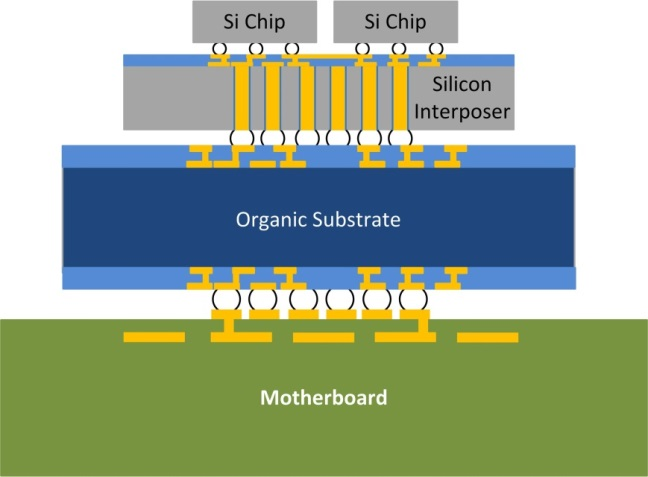 Si Chip
Si Chip
Silicon
Interposer
Organic Substrate
Motherboard